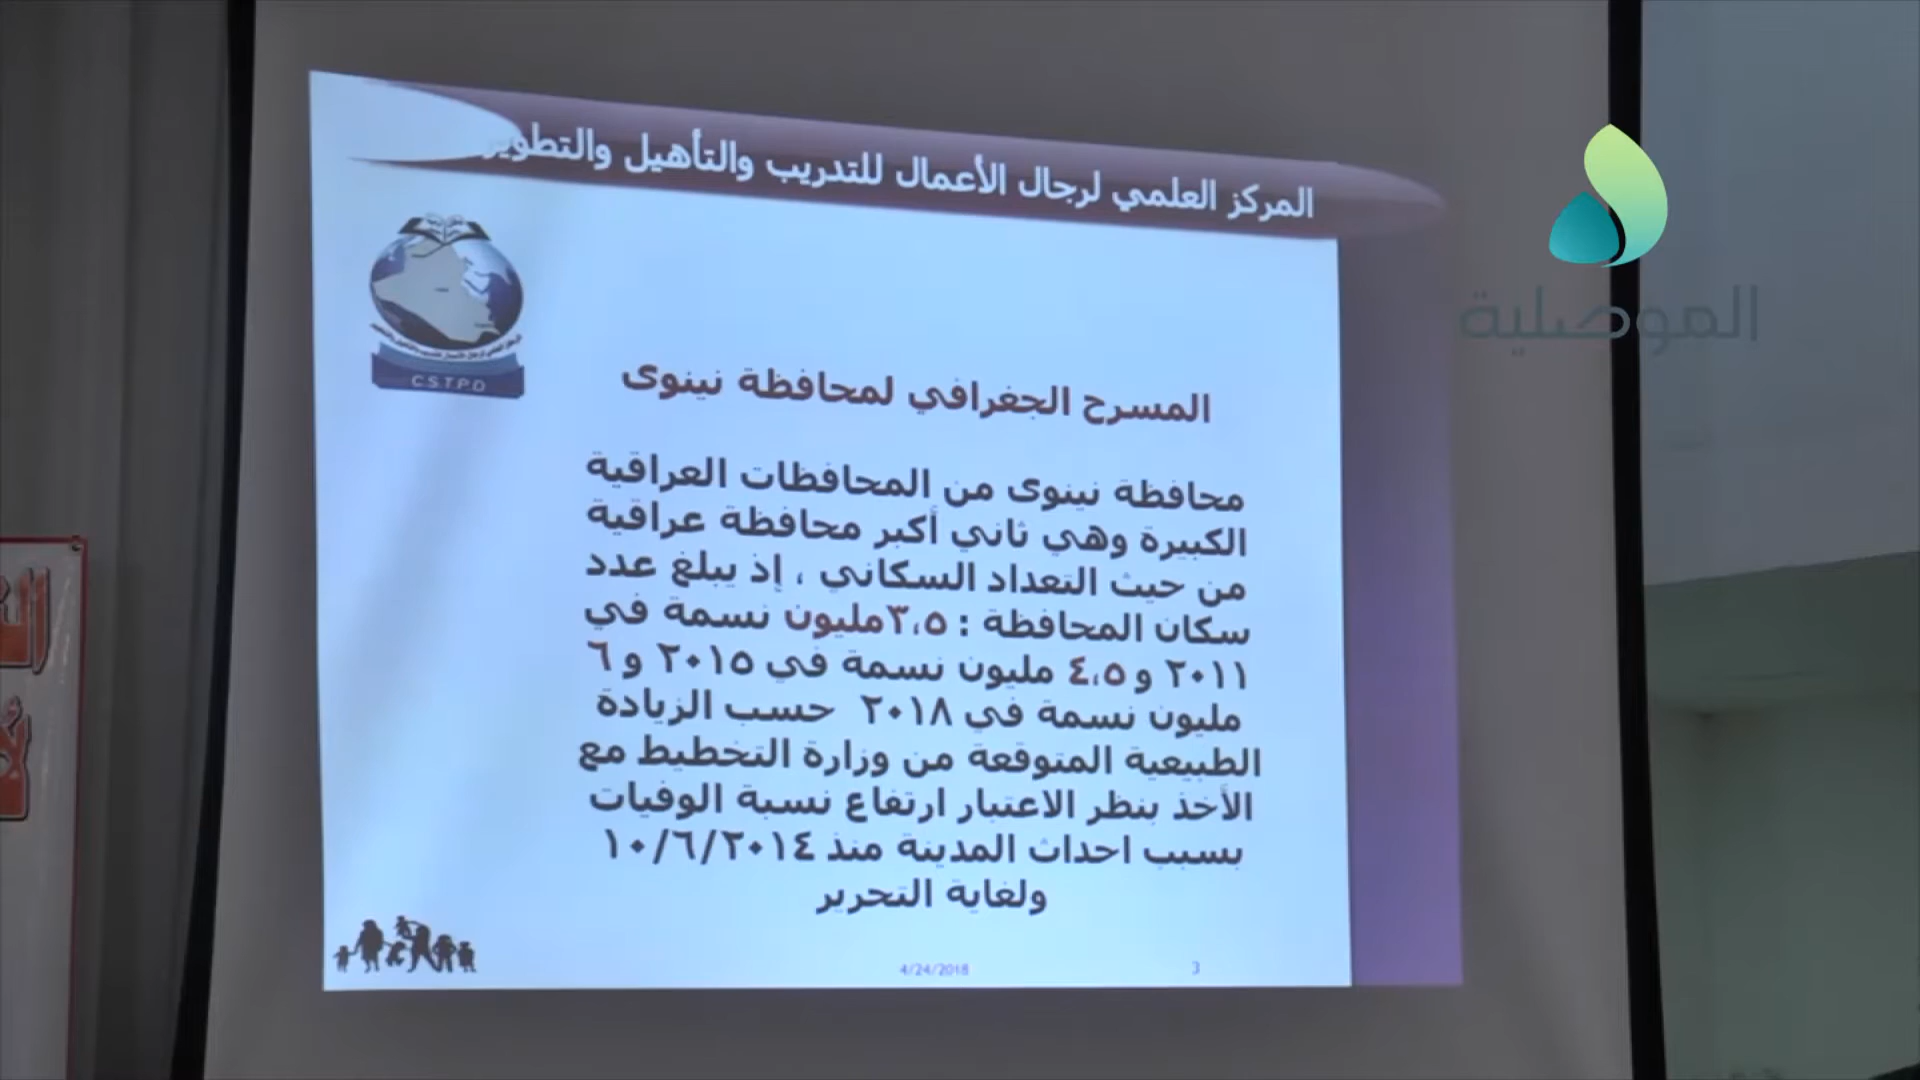 المركز العلمي لرجال الأعمال للتدريب والتأهيل والتطوير
الموصلية
C.S.T.P.D
المسرح الجغرافي لمحافظة نينوى
محافظة نينوى من المحافظات العراقية
الكبيرة وهي ثاني أكبر محافظة عراقية
من حيث التعداد السكاني ، إذ يبلغ عدد
سكان المحافظة : ٣،٥مليون نسمة في
٢٠١١ و ٤،٥ مليون نسمة في ٢٠١٥ و ٦
مليون نسمة في ٢٠١٨ حسب الزيادة
الطبيعية المتوقعة من وزارة التخطيط مع
الأخذ بنظر الاعتبار ارتفاع نسبة الوفيات
بسبب احداث المدينة منذ ١٠/٦/٢٠١٤
ولغاية التحرير
4/24/2018
3